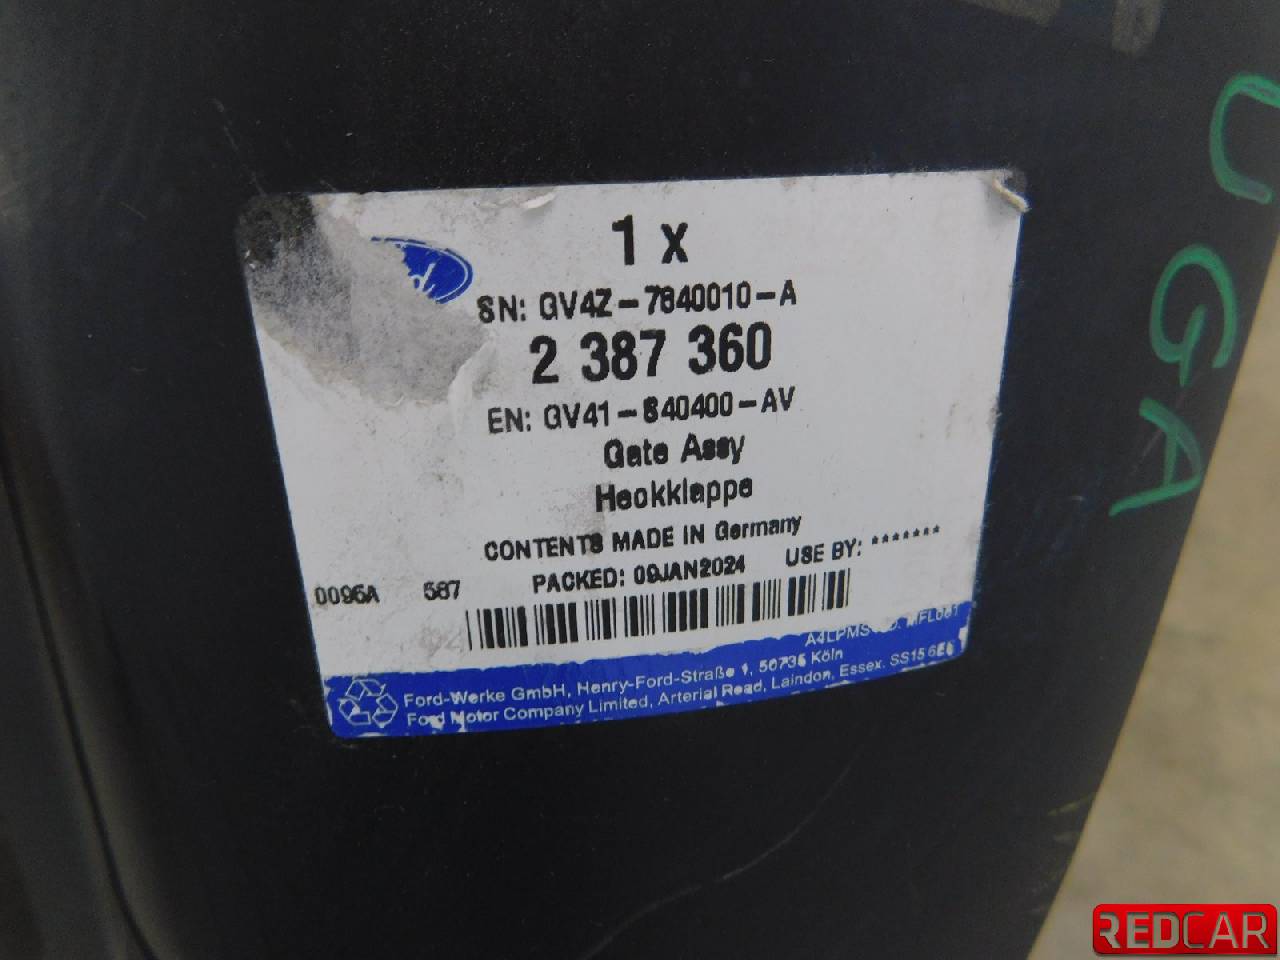 1 x
SN: GV4Z-7840010-A
2 387 360
EN: GV41-S40400-AV
Gate Assy
Heckklappe
CONTENTS MADE IN Germany
PACKED: 09JAN2024 USE BY: *******
0096A 587
Ford-Werke GmbH, Henry-Ford-Straße 1, 50735 Köln
Ford Motor Company Limited, Arterial Road, Laindon, Essex.
UGA
REDCAR